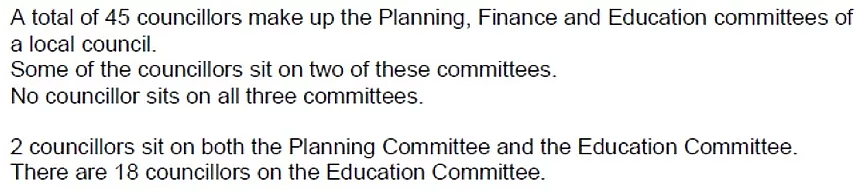 A total of 45 councillors make up the Planning, Finance and Education committees of
a local council.
Some of the councillors sit on two of these committees.
No councillor sits on all three committees.
2 councillors sit on both the Planning Committee and the Education Committee.
There are 18 councillors on the Education Committee.